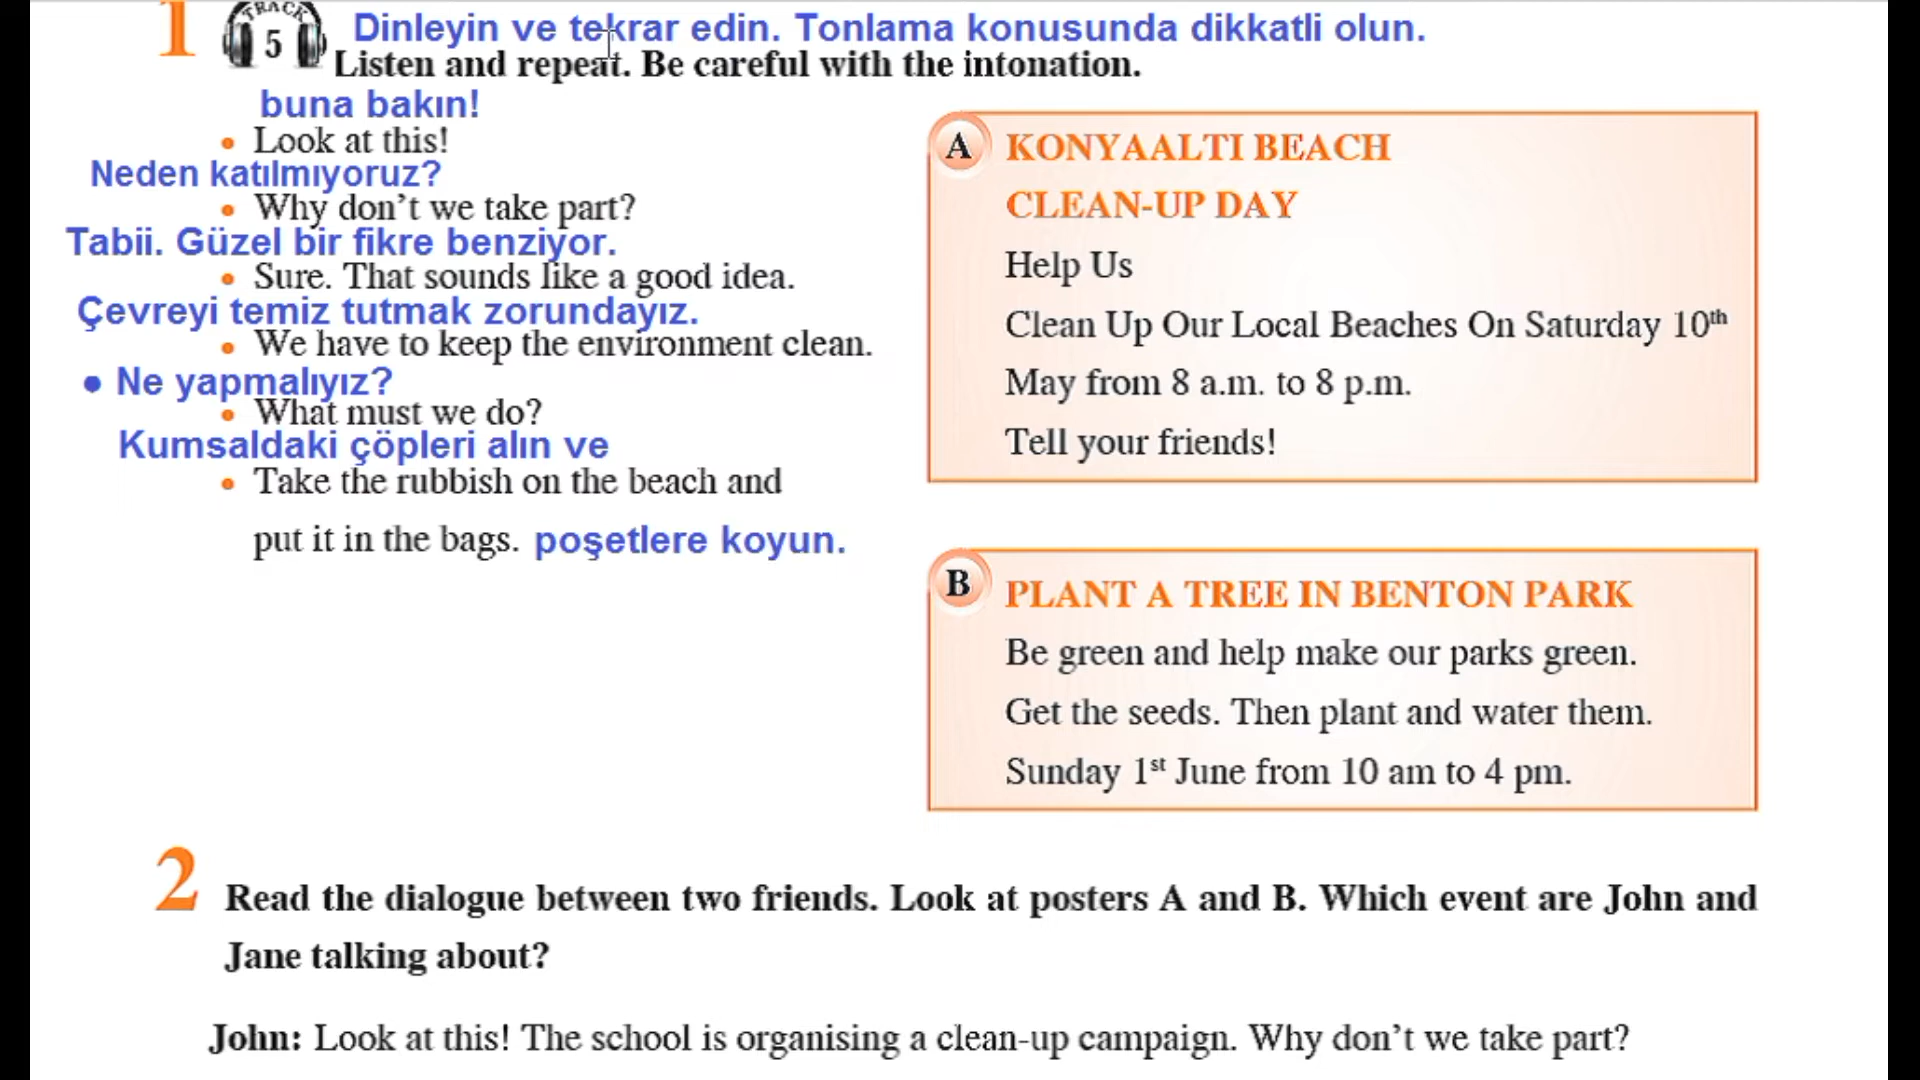 1 TRACK 5 Dinleyin ve tekrar edin. Tonlama konusunda dikkatli olun.
Listen and repeat. Be careful with the intonation.
buna bakın!
• Look at this!
Neden katılmıyoruz?
• Why don't we take part?
Tabii. Güzel bir fikre benziyor.
• Sure. That sounds like a good idea.
Çevreyi temiz tutmak zorundayız.
• We have to keep the environment clean.
• Ne yapmalıyız?
• What must we do?
Kumsaldaki çöpleri alın ve
• Take the rubbish on the beach and
put it in the bags. poşetlere koyun.
A KONYAALTI BEACH
CLEAN-UP DAY
Help Us
Clean Up Our Local Beaches On Saturday 10th
May from 8 a.m. to 8 p.m.
Tell your friends!
B PLANT A TREE IN BENTON PARK
Be green and help make our parks green.
Get the seeds. Then plant and water them.
Sunday 1st June from 10 am to 4 pm.
2 Read the dialogue between two friends. Look at posters A and B. Which event are John and
Jane talking about?
John: Look at this! The school is organising a clean-up campaign. Why don't we take part?